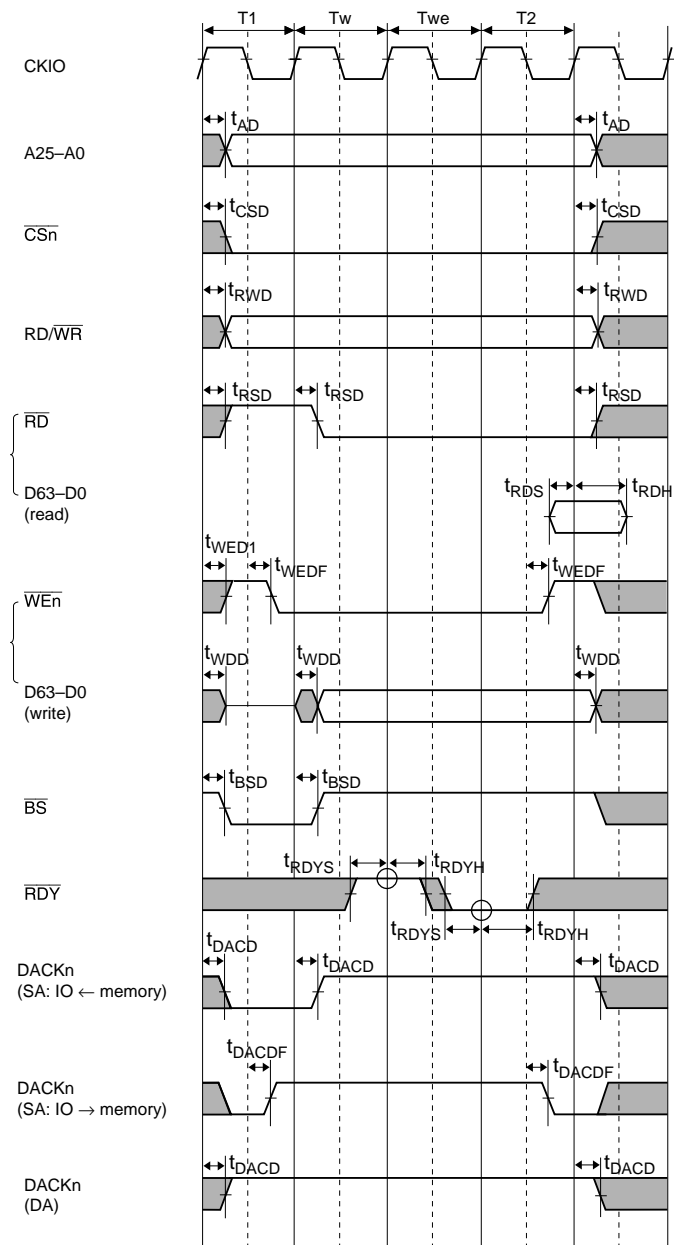 T1 Tw Twe T2
CKIO
tAD tAD
A25–A0
tCSD tCSD
CSn
tRWD tRWD
RD/WR
tRSD tRSD tRSD
RD
tRDS tRDH
D63–D0
(read)
tWED1 tWEDF tWEDF
WEn
tWDD tWDD tWDD
D63–D0
(write)
tBSD tBSD
BS
tRDYS tRDYH
RDY
tRDYS tRDYH
tDACD tDACD tDACD
DACKn
(SA: IO ← memory)
tDACDF tDACDF
DACKn
(SA: IO → memory)
tDACD tDACD
DACKn
(DA)